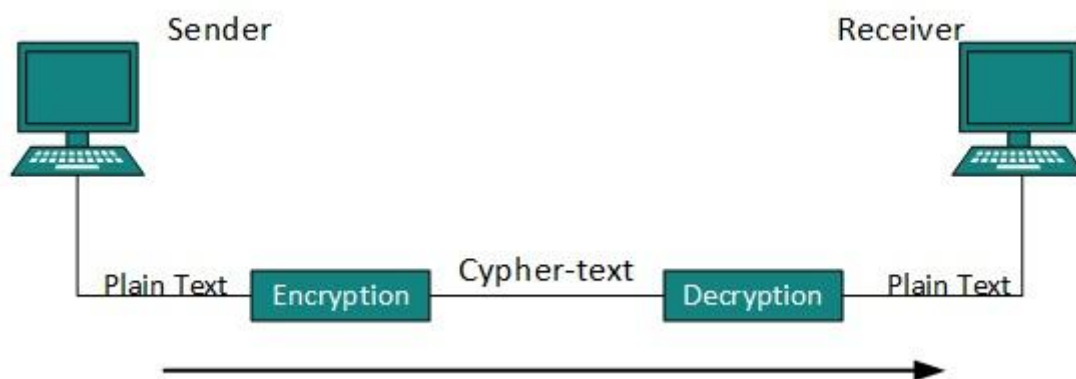 Sender
Receiver
Plain Text
Encryption
Cypher-text
Decryption
Plain Text